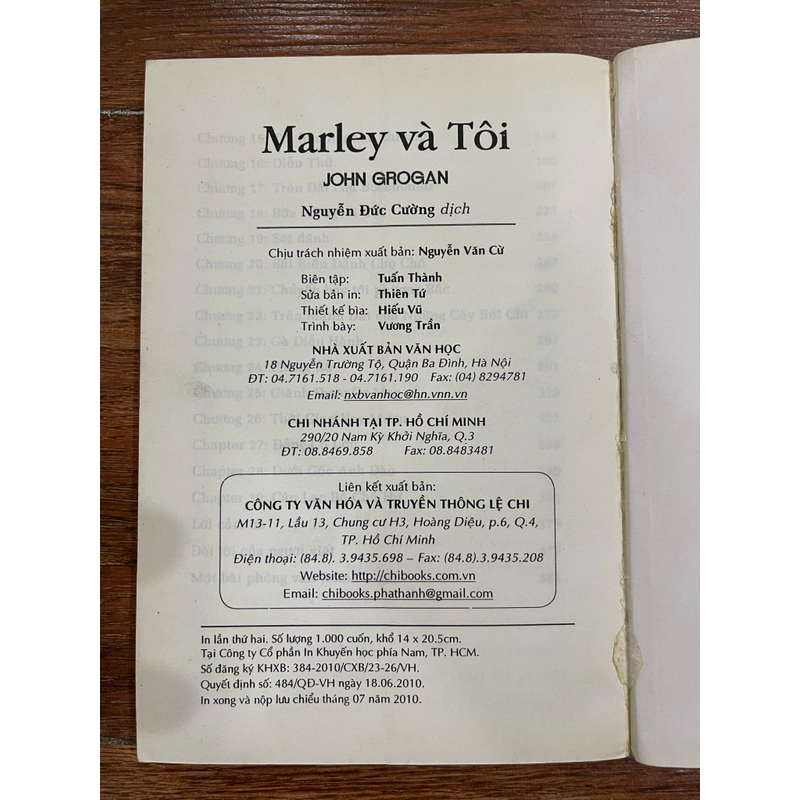 Marley và Tôi
JOHN GROGAN
Nguyễn Đức Cường dịch
Chịu trách nhiệm xuất bản: Nguyễn Văn Cừ
Biên tập: Tuấn Thành
Sửa bản in: Thiên Tứ
Thiết kế bìa: Hiếu Vũ
Trình bày: Vương Trần
NHÀ XUẤT BẢN VĂN HỌC
18 Nguyễn Trường Tộ, Quận Ba Đình, Hà Nội
ĐT: 04.7161.518 - 04.7161.190 Fax: (04) 8294781
Email: nxbvanhoc@hn.vnn.vn
CHI NHÁNH TẠI TP. HỒ CHÍ MINH
290/20 Nam Kỳ Khởi Nghĩa, Q.3
ĐT: 08.8469.858 Fax: 08.8483481
Liên kết xuất bản:
CÔNG TY VĂN HÓA VÀ TRUYỀN THÔNG LỆ CHI
M13-11, Lầu 13, Chung cư H3, Hoàng Diệu, p.6, Q.4,
TP. Hồ Chí Minh
Điện thoại: (84.8). 3.9435.698 – Fax: (84.8).3.9435.208
Website: http://chibooks.com.vn
Email: chibooks.phathanh@gmail.com
In lần thứ hai. Số lượng 1.000 cuốn, khổ 14 x 20.5cm.
Tại Công ty Cổ phần In Khuyến học phía Nam, TP. HCM.
Số đăng ký KHXB: 384-2010/CXB/23-26/VH.
Quyết định số: 484/QĐ-VH ngày 18.06.2010.
In xong và nộp lưu chiểu tháng 07 năm 2010.